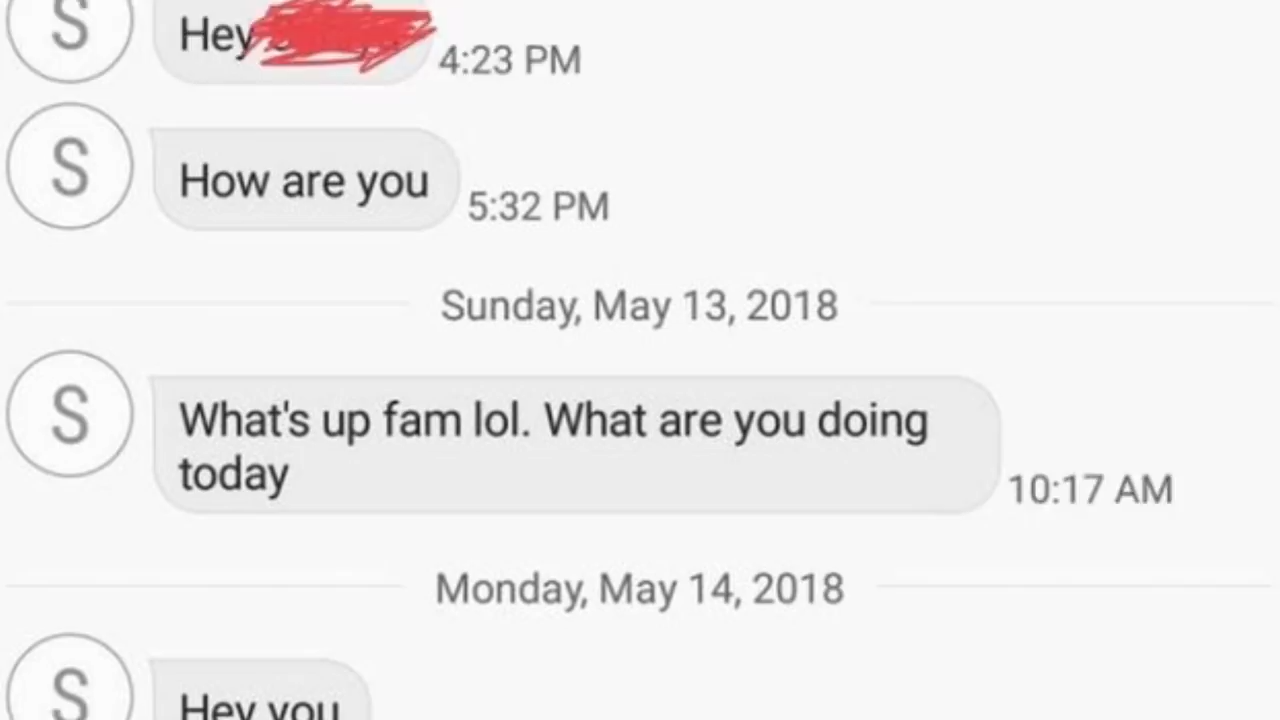 S
Hey
4:23 PM
S
How are you
5:32 PM
Sunday, May 13, 2018
S
What's up fam lol. What are you doing
today
10:17 AM
Monday, May 14, 2018
S
Hey you